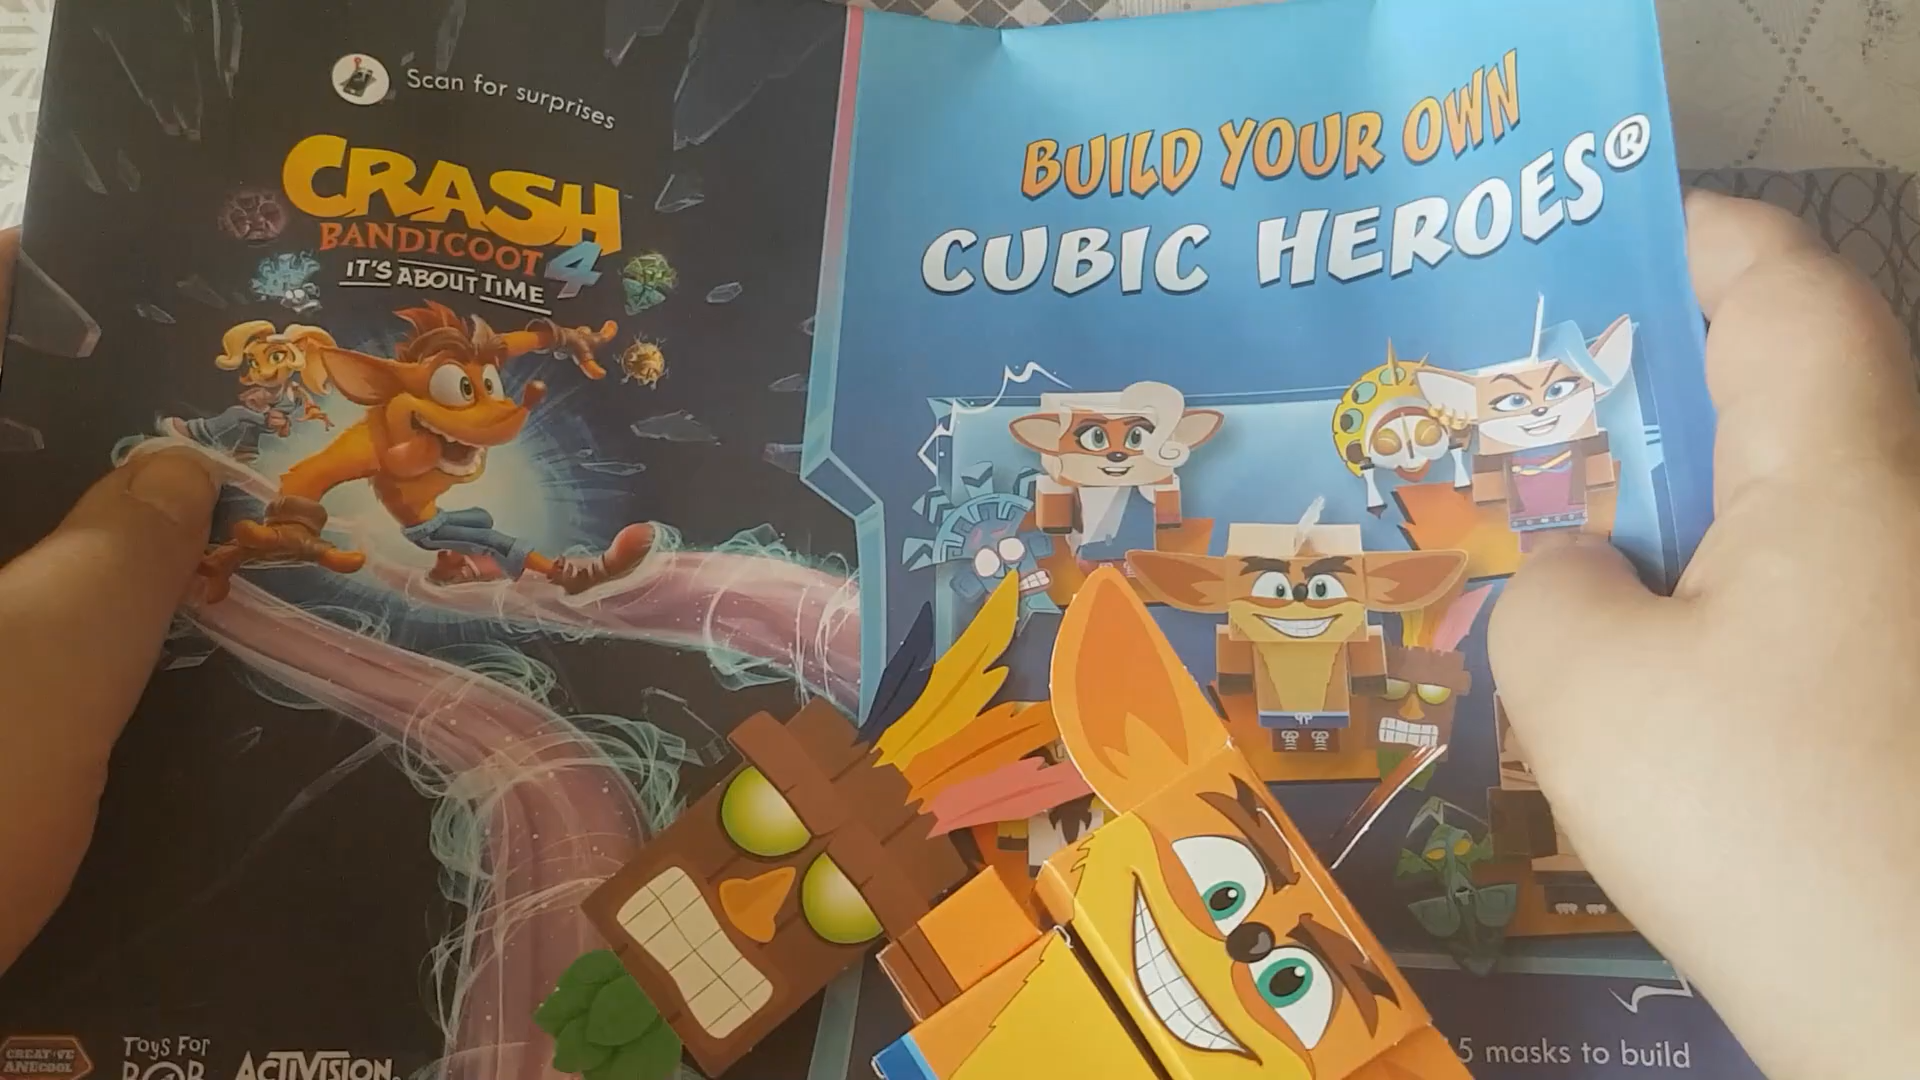 Scan for surprises
CRASH
BANDICOOT 4
IT'S ABOUT TIME
TOYS FOR
BOB
ACTIVISION.
BUILD YOUR OWN
CUBIC HEROES®
5 masks to build